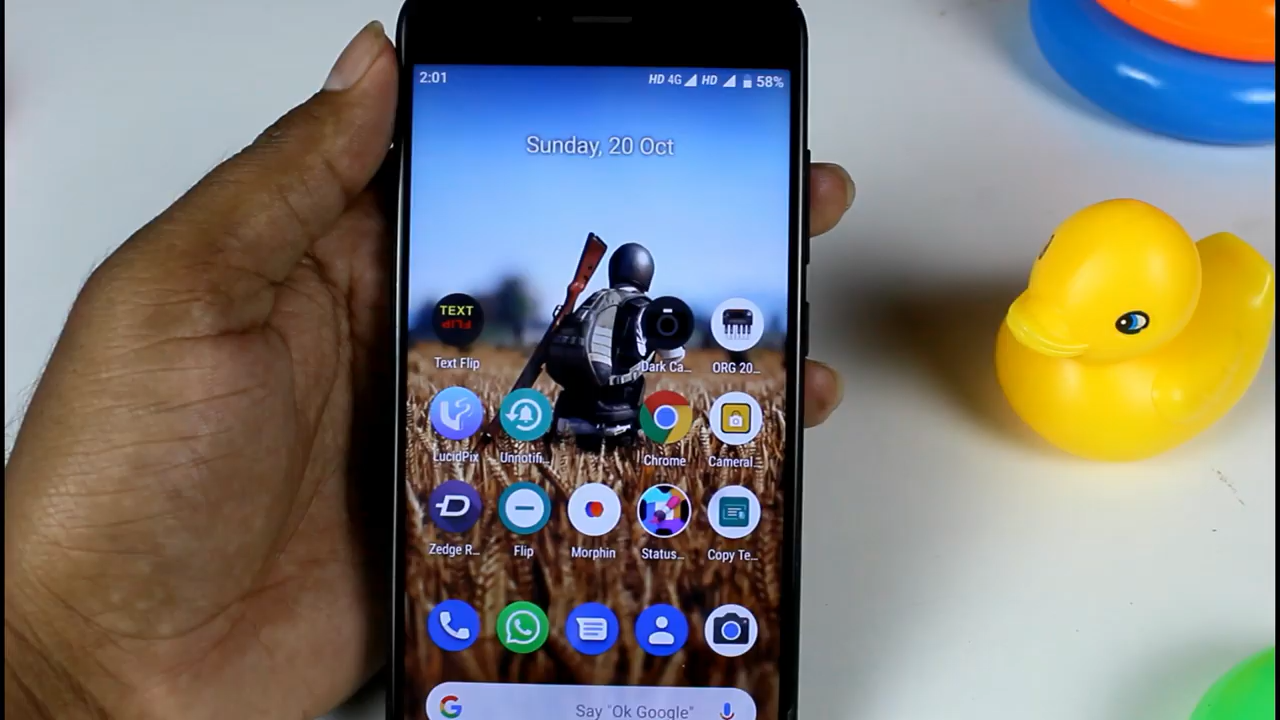 2:01 HD 4G HD 58%
Sunday, 20 Oct
TEXT
FLIP
Text Flip Dark Ca... ORG 20...
LucidPix Unnotifi... Chrome Cameral...
Zedge R... Flip Morphin Status... Copy Te...
G Say "Ok Google"